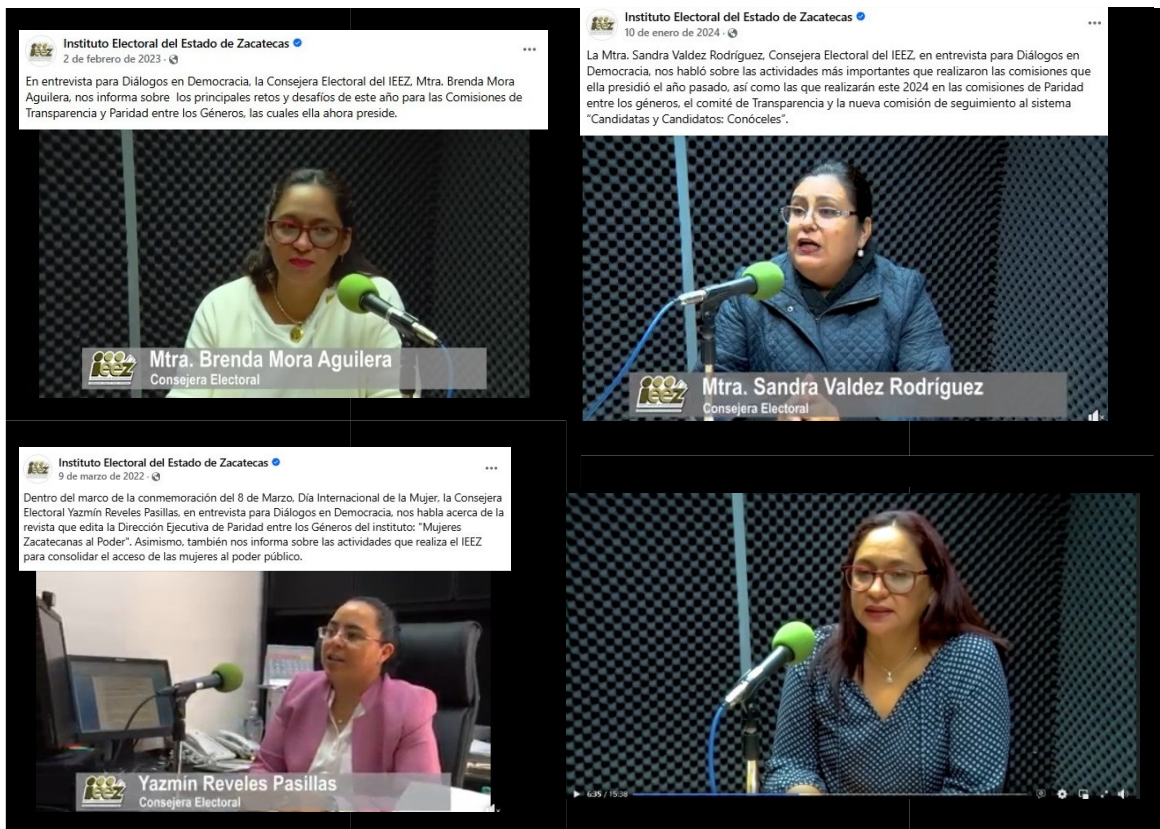 Instituto Electoral del Estado de Zacatecas
2 de febrero de 2023 ·
En entrevista para Diálogos en Democracia, la Consejera Electoral del IEEZ, Mtra. Brenda Mora
Aguilera, nos informa sobre los principales retos y desafíos de este año para las Comisiones de
Transparencia y Paridad entre los Géneros, las cuales ella ahora preside.
ieez
Mtra. Brenda Mora Aguilera
Consejera Electoral
Instituto Electoral del Estado de Zacatecas
10 de enero de 2024 ·
La Mtra. Sandra Valdez Rodríguez, Consejera Electoral del IEEZ, en entrevista para Diálogos en
Democracia, nos habló sobre las actividades más importantes que realizaron las comisiones que
ella presidió el año pasado, así como las que realizarán este 2024 en las comisiones de Paridad
entre los géneros, el comité de Transparencia y la nueva comisión de seguimiento al sistema
"Candidatas y Candidatos: Conóceles".
ieez
Mtra. Sandra Valdez Rodríguez
Consejera Electoral
Instituto Electoral del Estado de Zacatecas
9 de marzo de 2022 ·
Dentro del marco de la conmemoración del 8 de Marzo, Día Internacional de la Mujer, la Consejera
Electoral Yazmín Reveles Pasillas, en entrevista para Diálogos en Democracia, nos habla acerca de la
revista que edita la Dirección Ejecutiva de Paridad entre los Géneros del instituto: "Mujeres
Zacatecanas al Poder". Asimismo, también nos informa sobre las actividades que realiza el IEEZ
para consolidar el acceso de las mujeres al poder público.
ieez
Yazmín Reveles Pasillas
Consejera Electoral
6:35 / 15:38